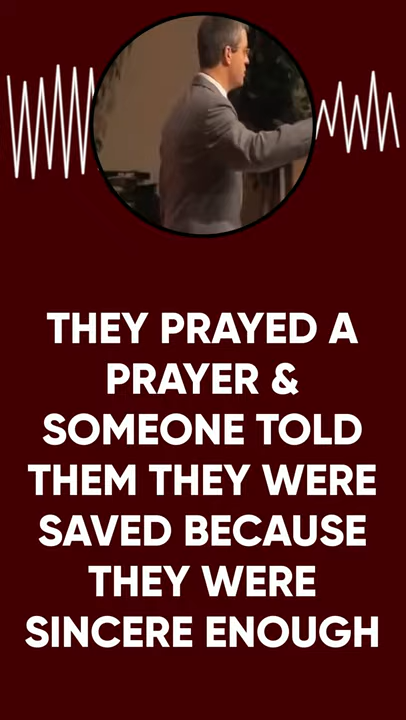 THEY PRAYED A
PRAYER &
SOMEONE TOLD
THEM THEY WERE
SAVED BECAUSE
THEY WERE
SINCERE ENOUGH